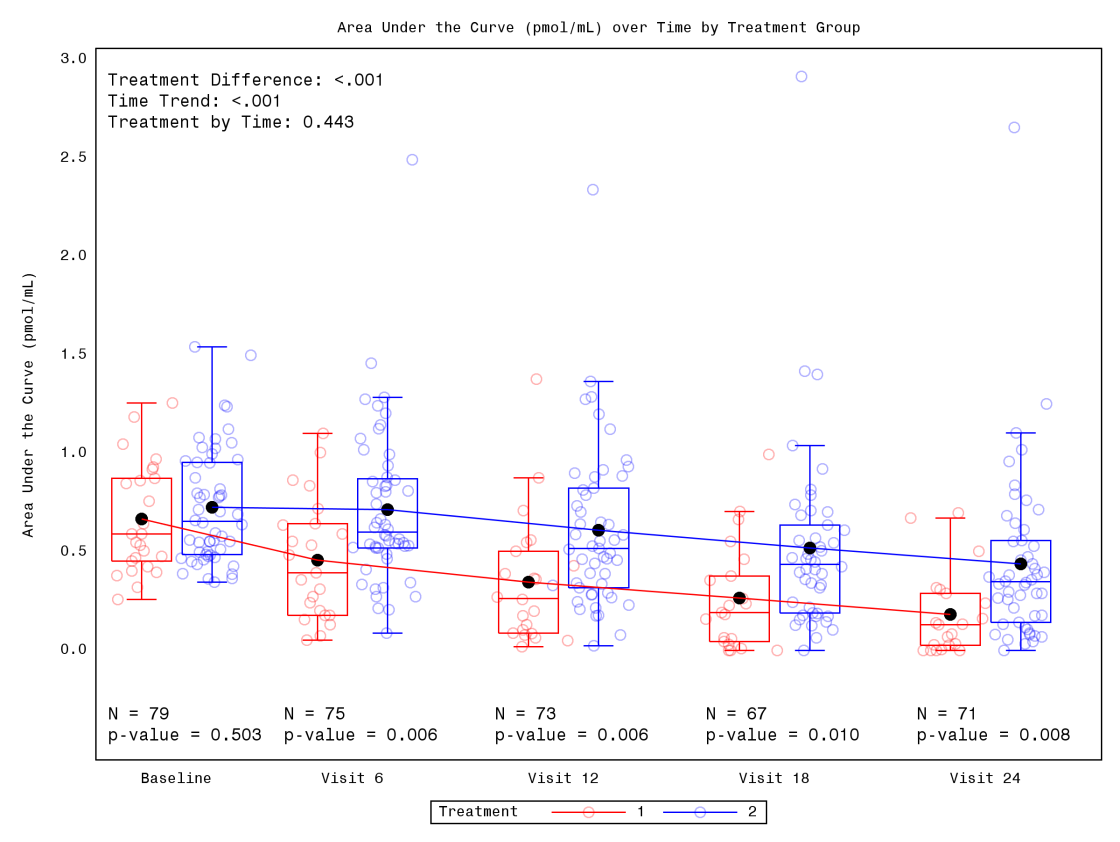 Area Under the Curve (pmol/mL) over Time by Treatment Group
Treatment Difference: <.001
Time Trend: <.001
Treatment by Time: 0.443
Area Under the Curve (pmol/mL)
3.0
2.5
2.0
1.5
1.0
0.5
0.0
N = 79
p-value = 0.503
N = 75
p-value = 0.006
N = 73
p-value = 0.006
N = 67
p-value = 0.010
N = 71
p-value = 0.008
Baseline
Visit 6
Visit 12
Visit 18
Visit 24
Treatment 1 2